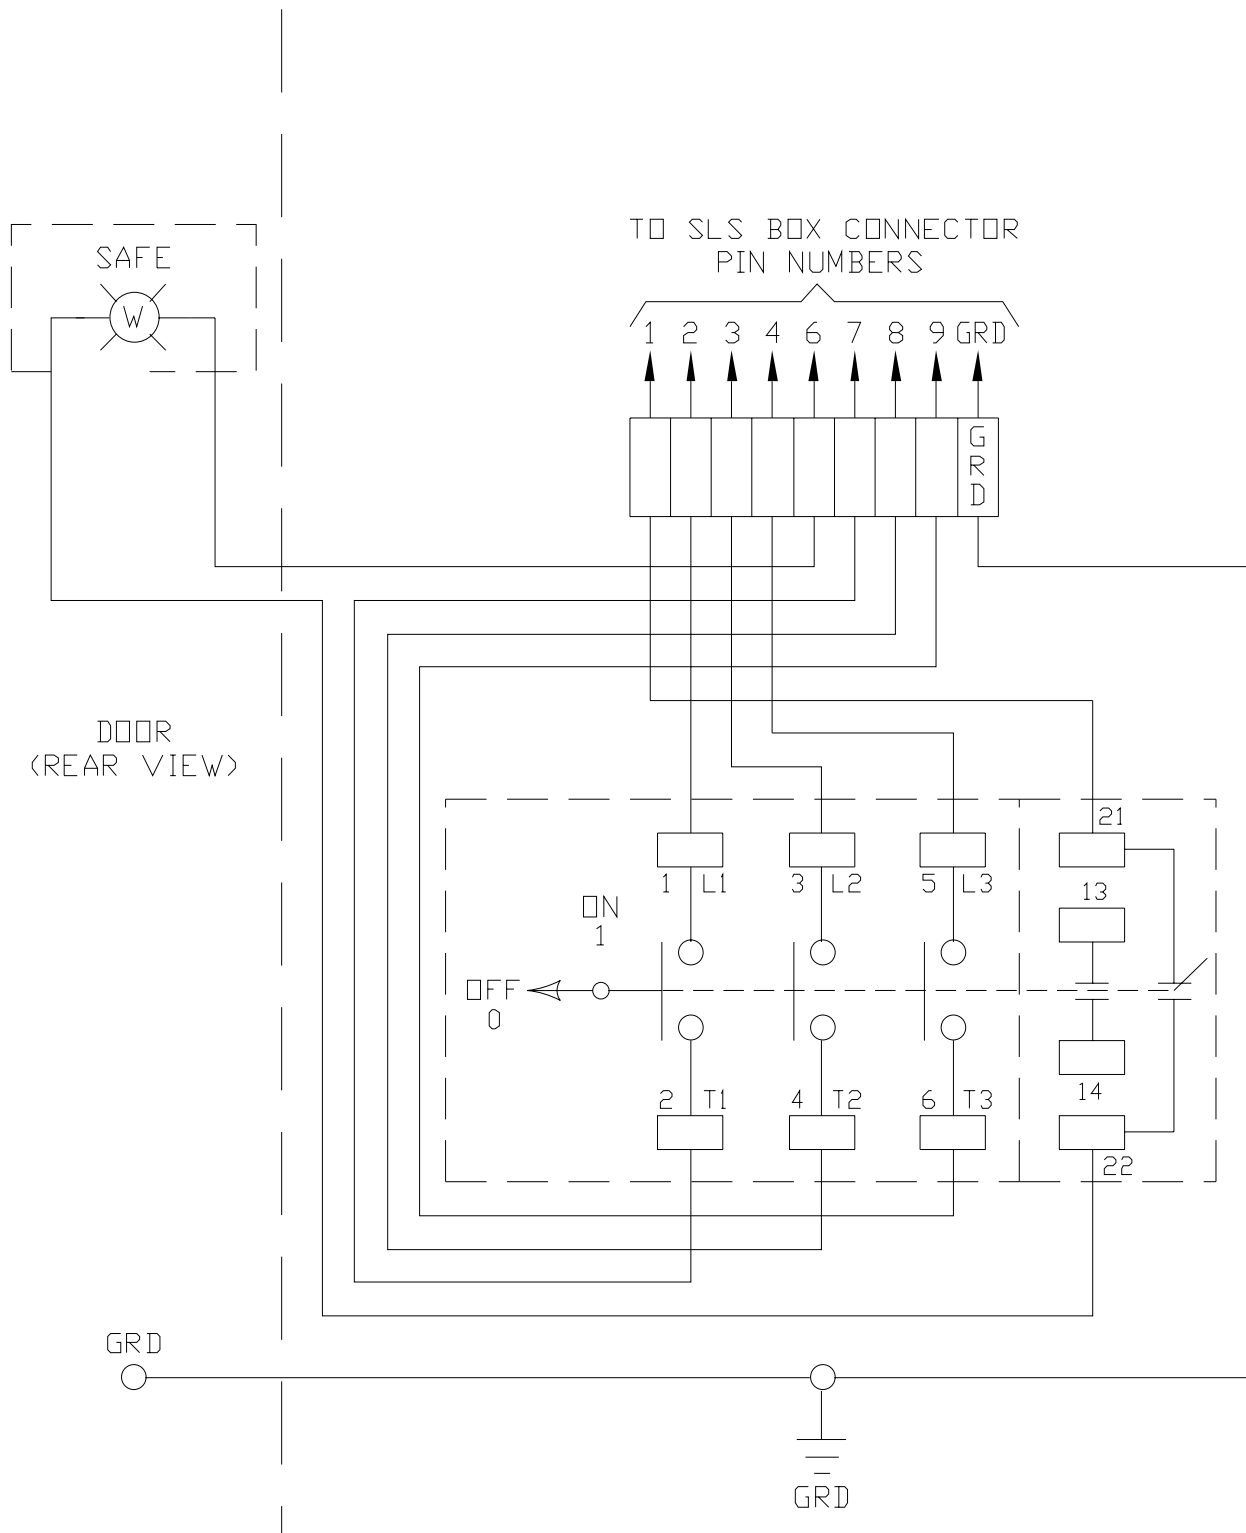 TO SLS BOX CONNECTOR
PIN NUMBERS
SAFE
W
1 2 3 4 6 7 8 9 GRD
GRD
DOOR
(REAR VIEW)
21
1 L1 3 L2 5 L3
13
ON
1
OFF
0
2 T1 4 T2 6 T3
14
22
GRD
GRD